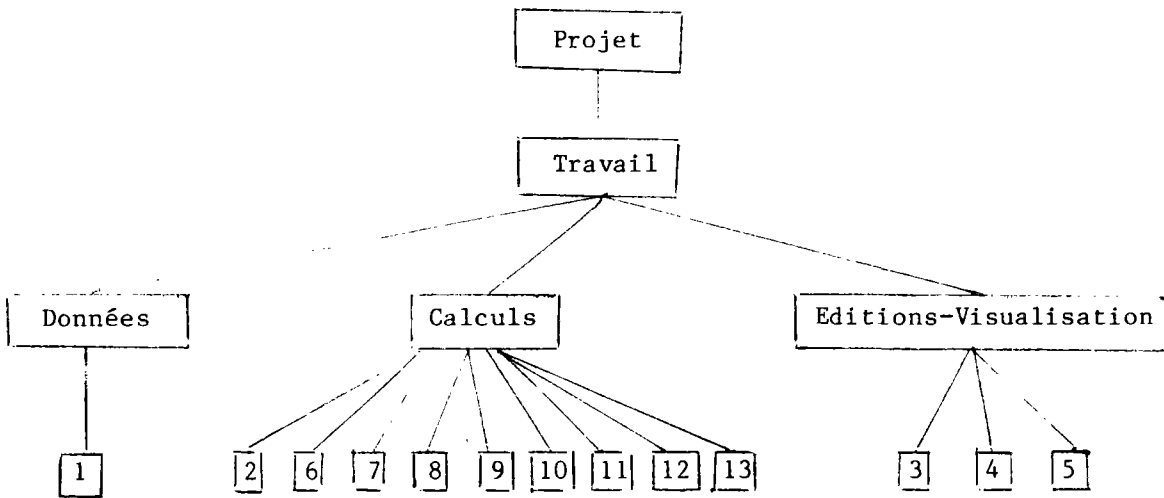 Projet
Travail
Données Calculs Editions-Visualisation
1 2 6 7 8 9 10 11 12 13 3 4 5